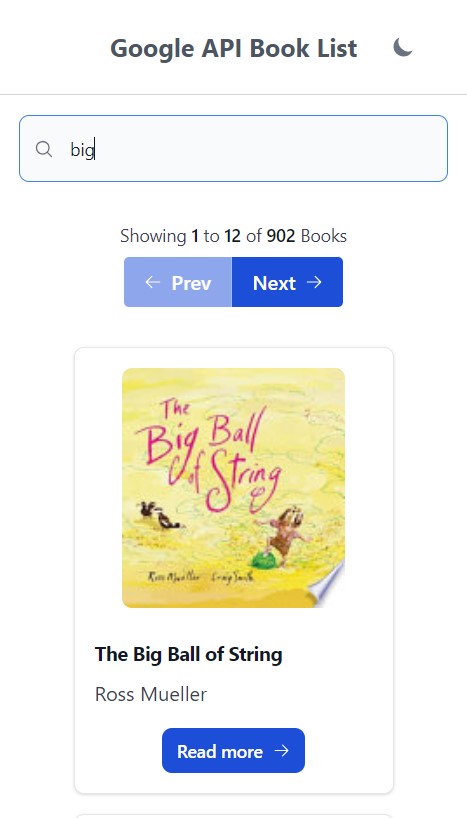 Google API Book List
big
Showing 1 to 12 of 902 Books
← Prev
Next →
The
Big Ball
of String
Ross Mueller Craig Smith
The Big Ball of String
Ross Mueller
Read more →